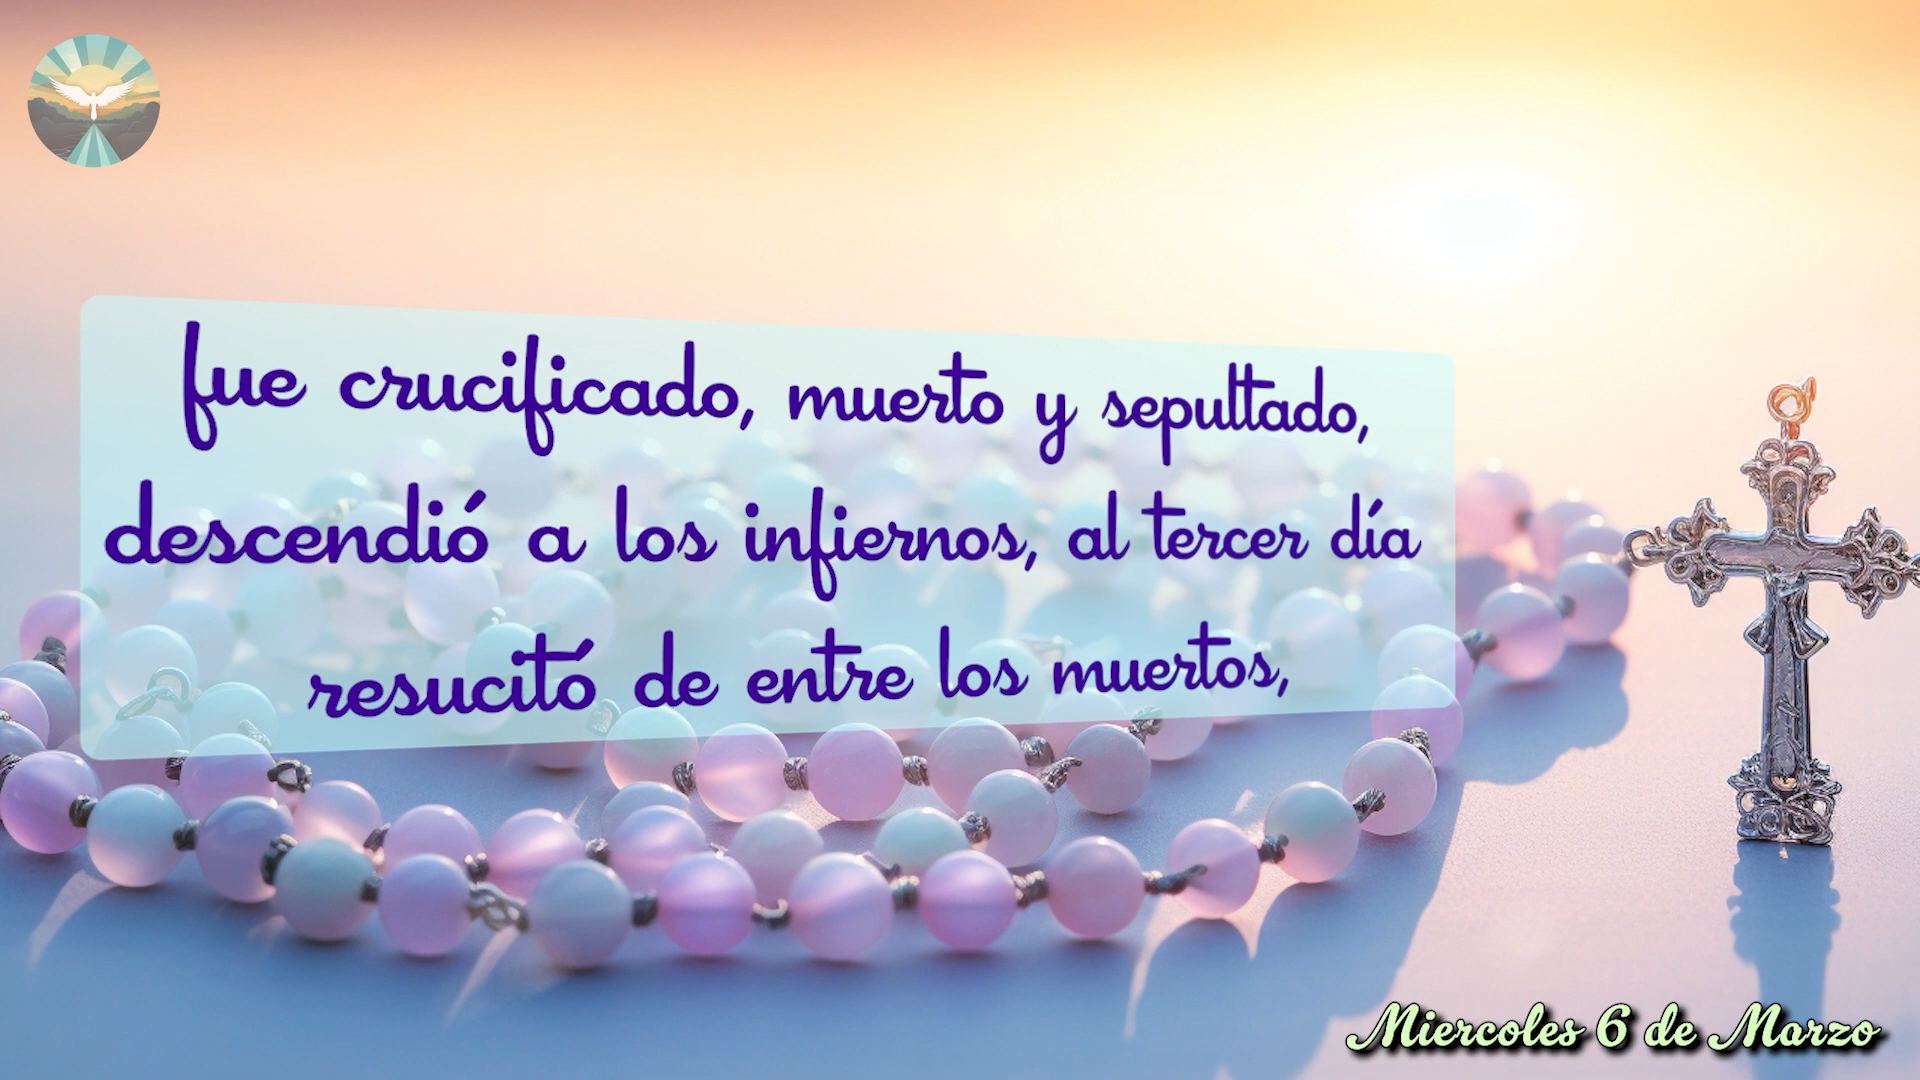 fue crucificado, muerto y sepultado,
descendió a los infiernos, al tercer día
resucitó de entre los muertos,
Miercoles 6 de Marzo